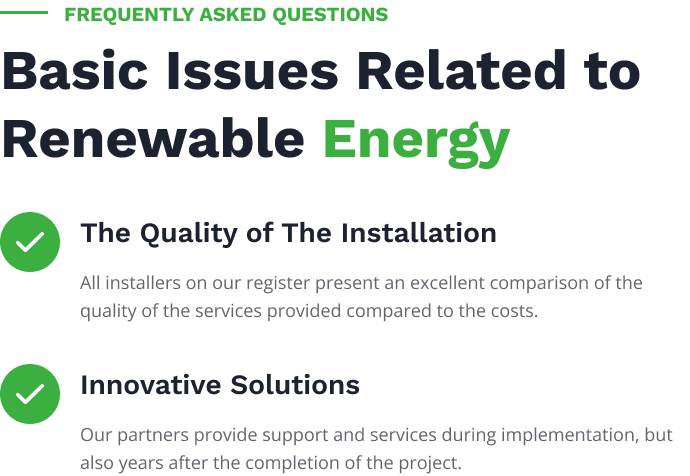 FREQUENTLY ASKED QUESTIONS
Basic Issues Related to
Renewable Energy
The Quality of The Installation
All installers on our register present an excellent comparison of the
quality of the services provided compared to the costs.
Innovative Solutions
Our partners provide support and services during implementation, but
also years after the completion of the project.